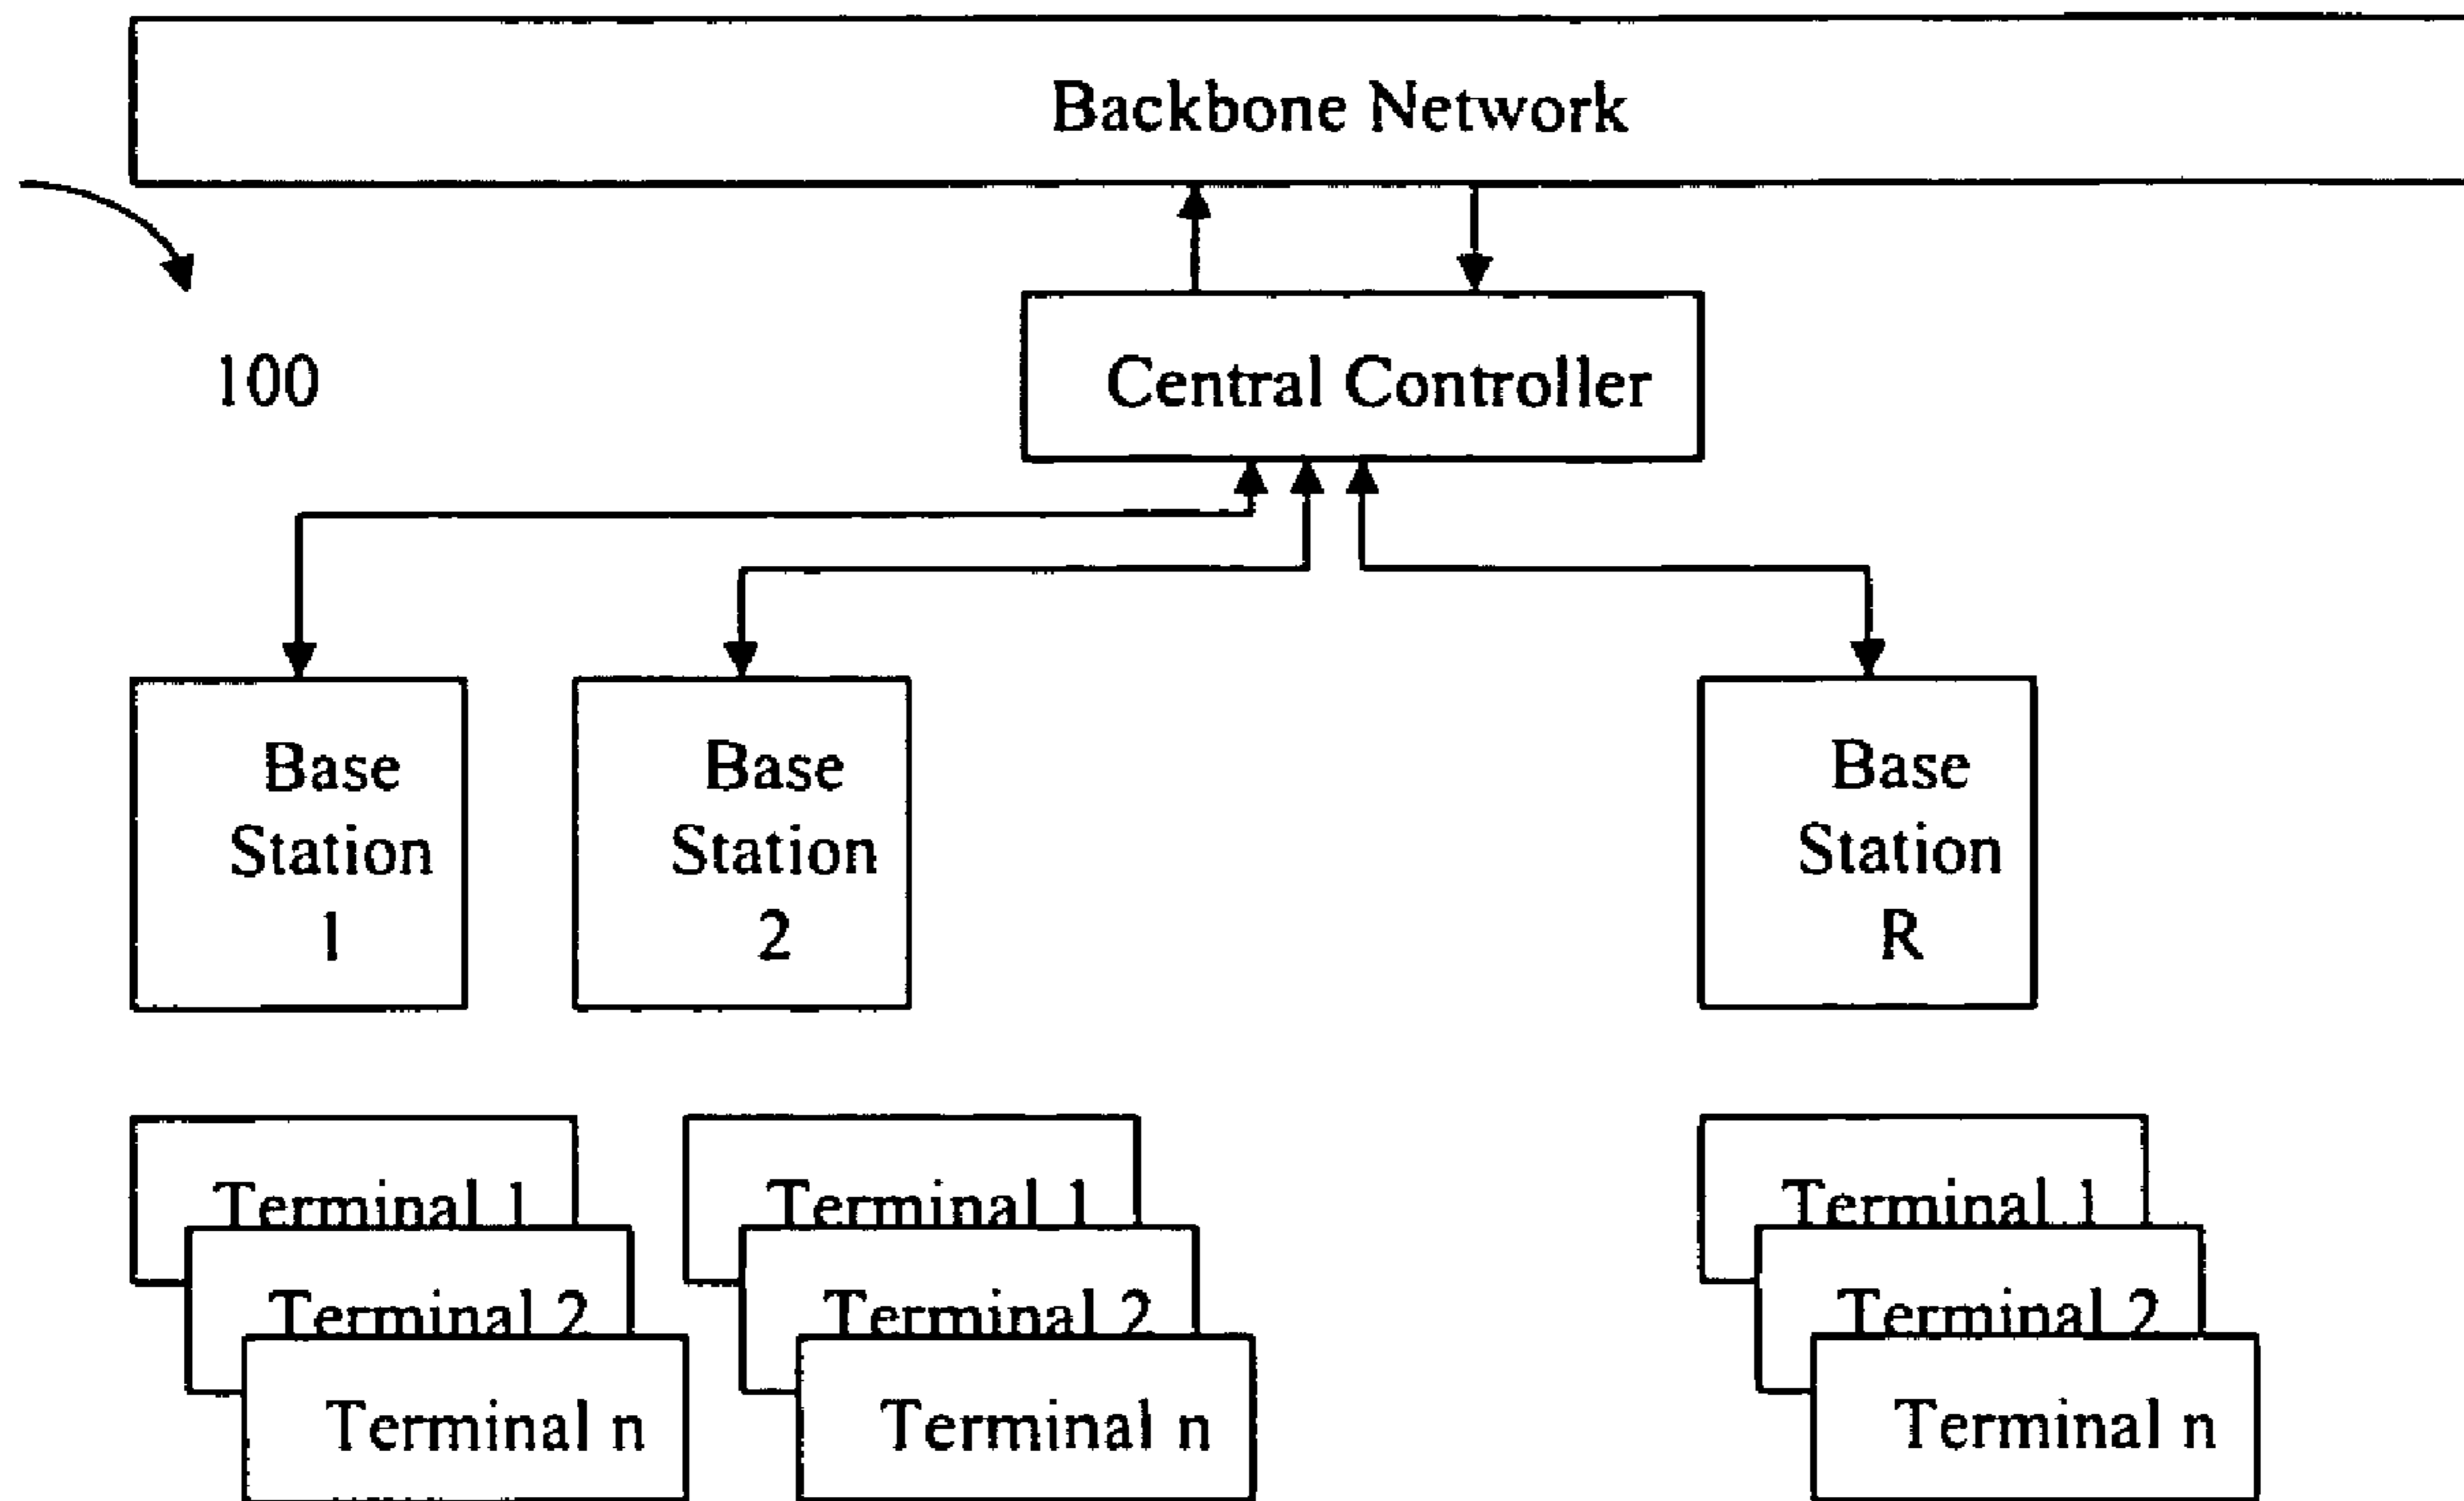 Backbone Network
100
Central Controller
Base
Station
1
Base
Station
2
Base
Station
R
Terminal 1
Terminal 2
Terminal n
Terminal 1
Terminal 2
Terminal n
Terminal 1
Terminal 2
Terminal n